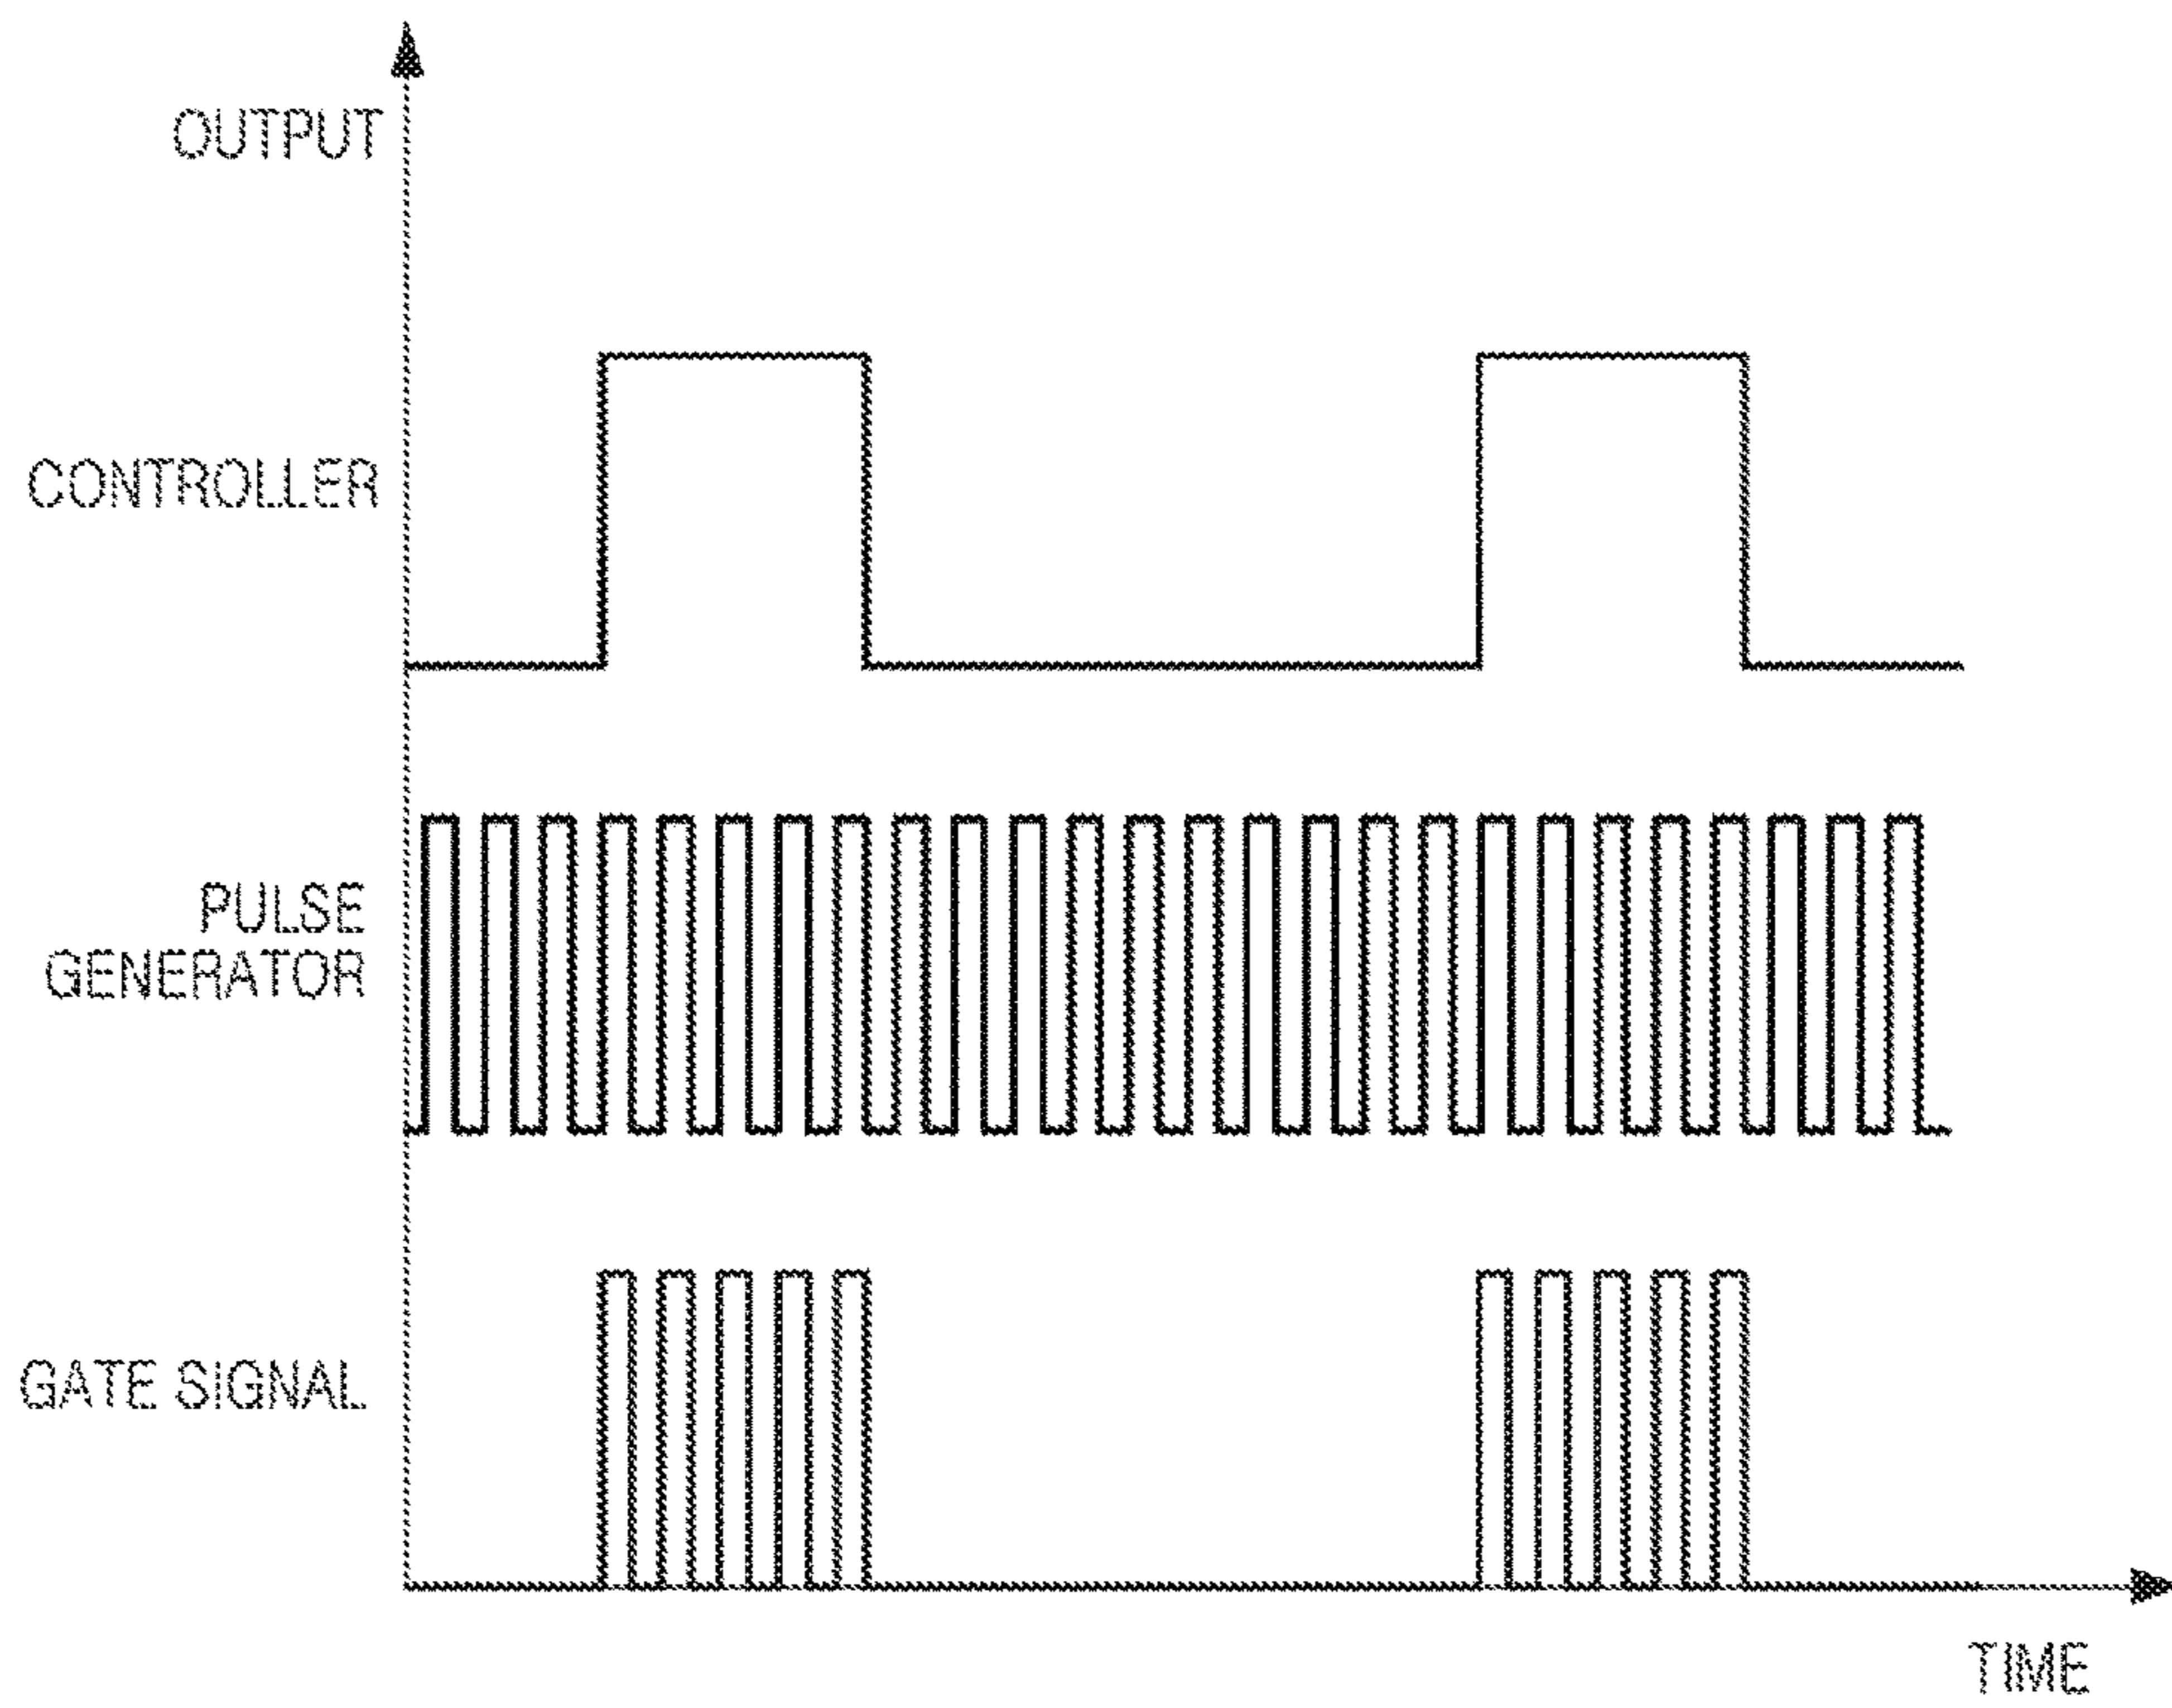 OUTPUT
CONTROLLER
PULSE
GENERATOR
GATE SIGNAL
TIME